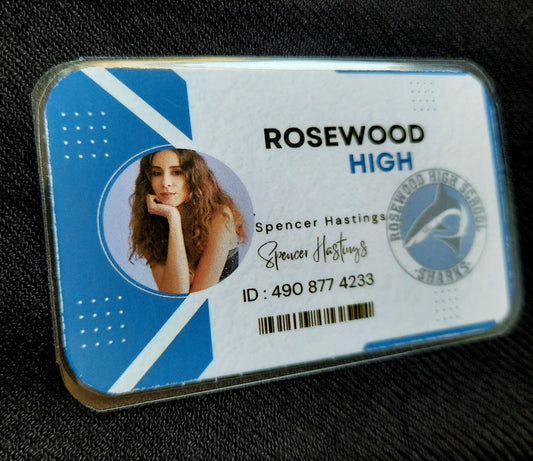 ROSEWOOD
HIGH
Spencer Hastings
Spencer Hastings
ID : 490 877 4233
ROSEWOOD HIGH SCHOOL
-SHARKS-